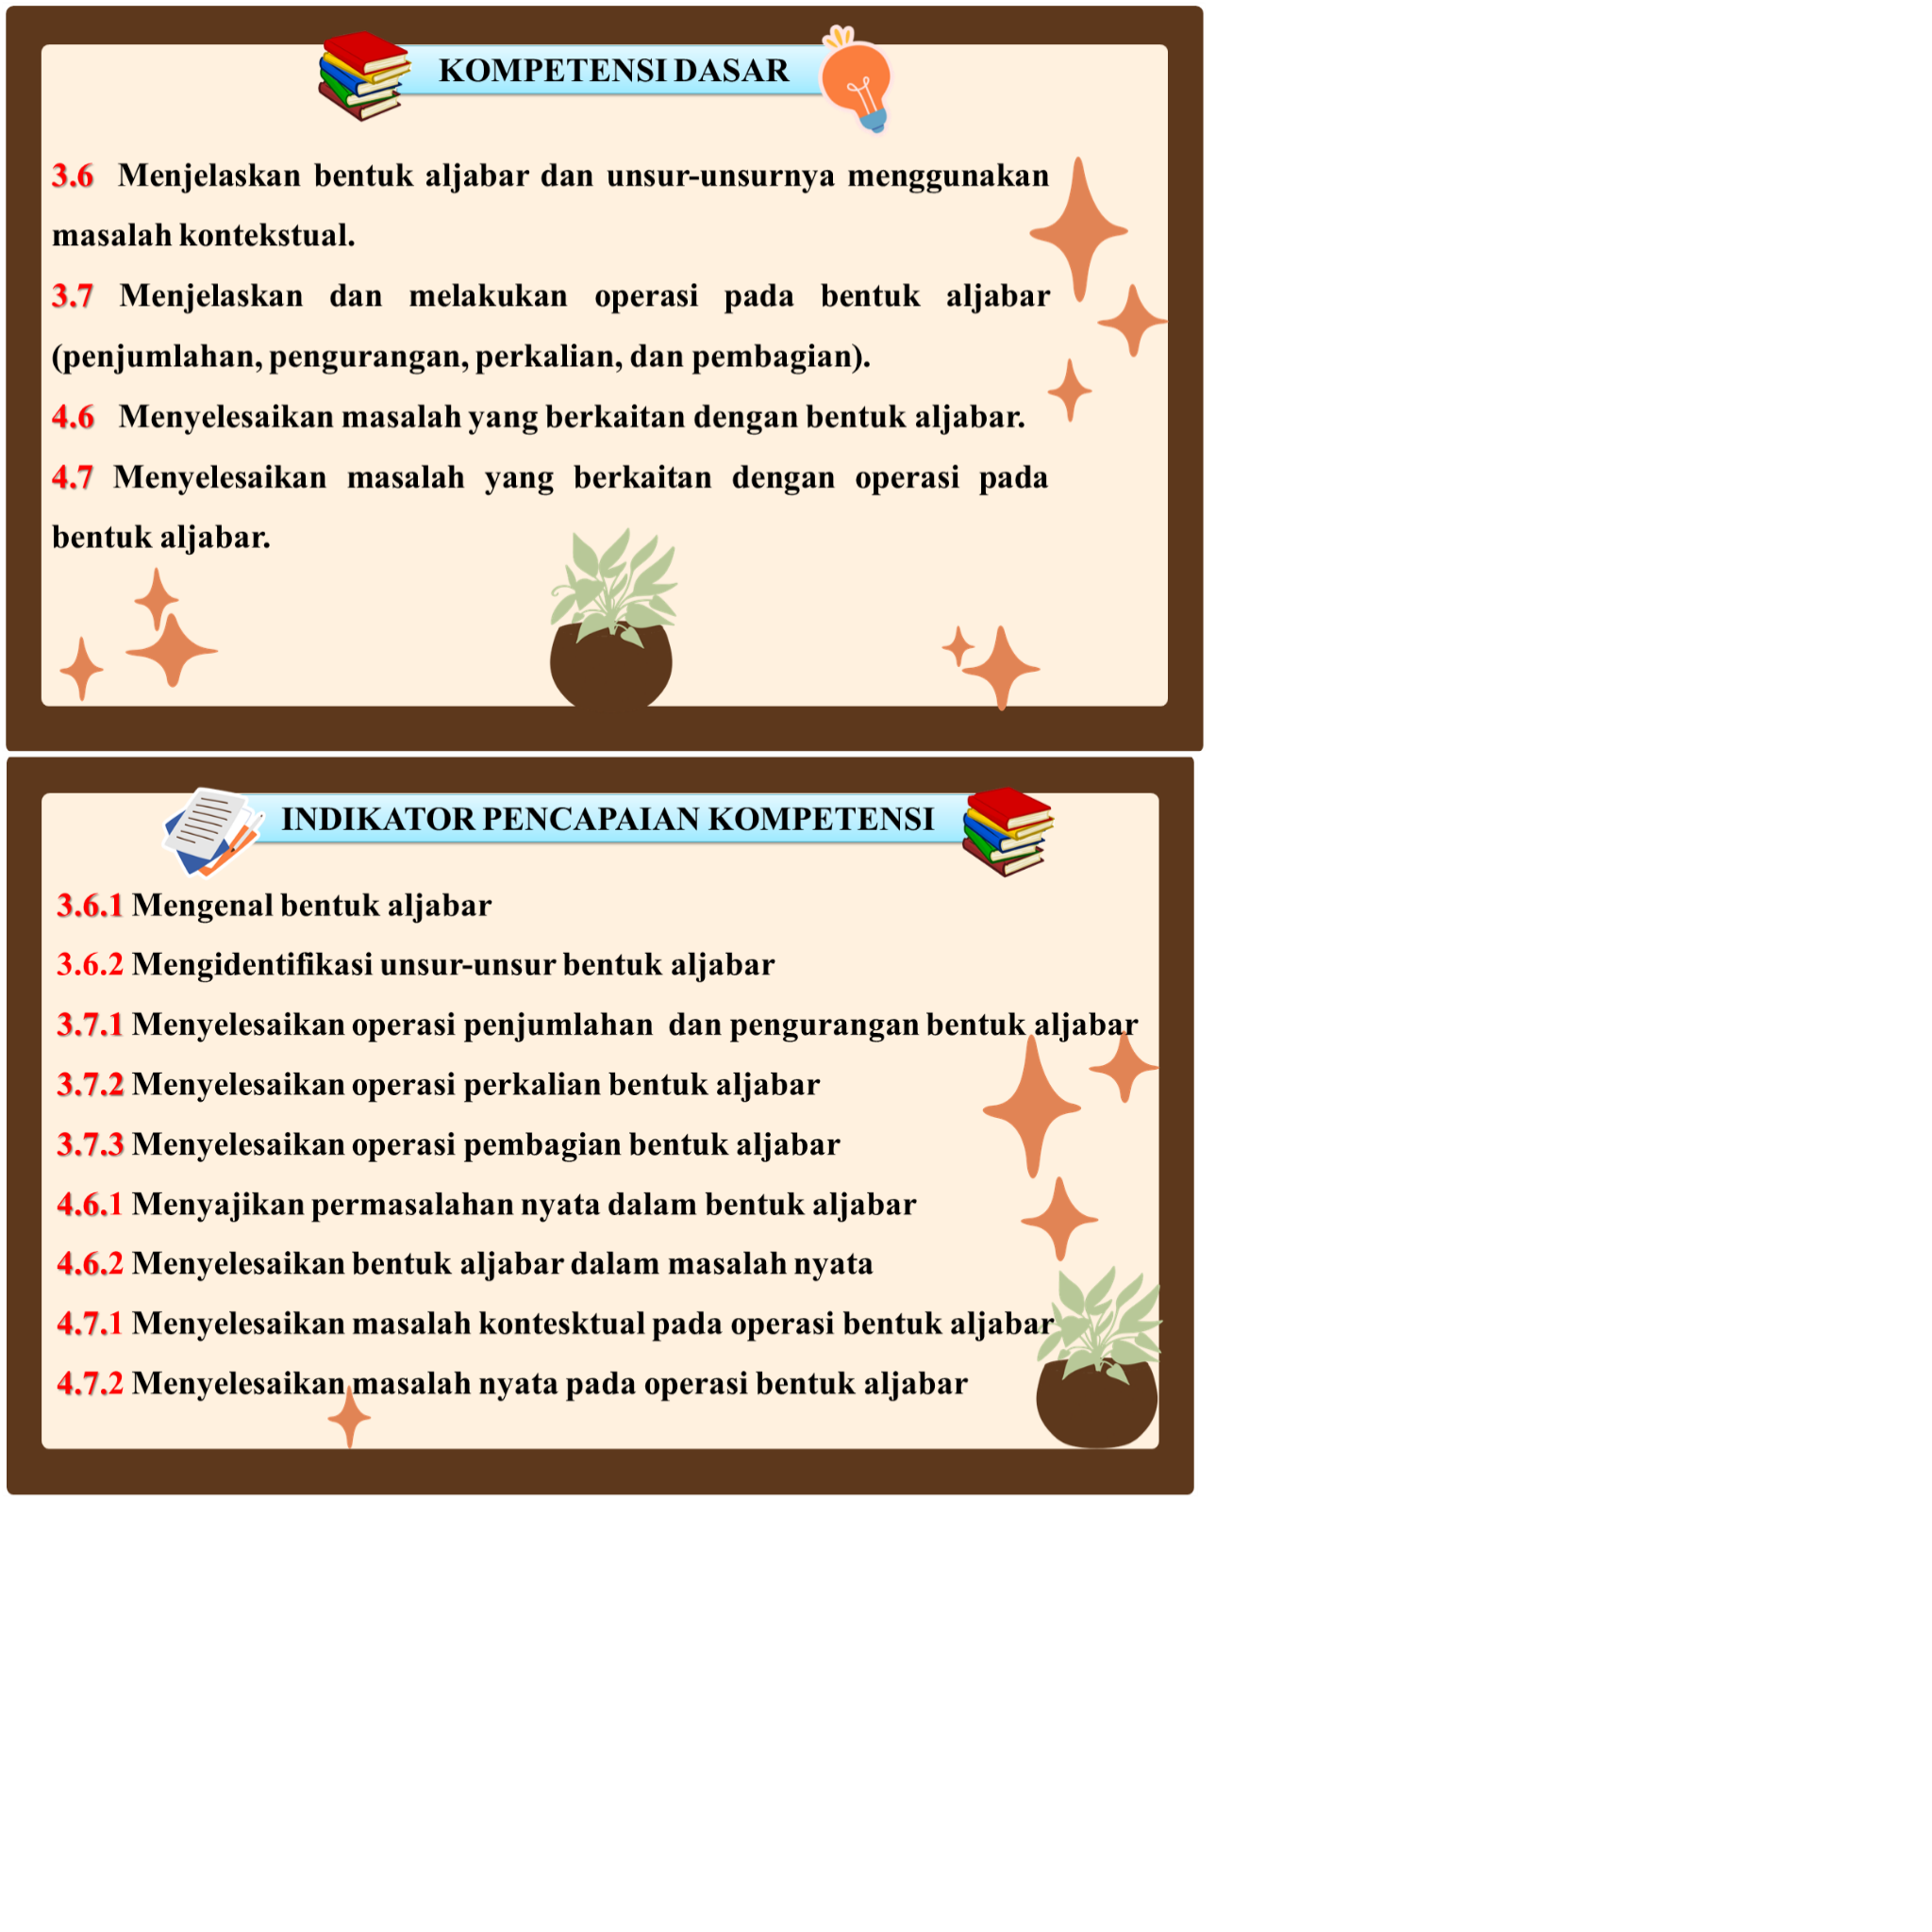 KOMPETENSI DASAR
3.6 Menjelaskan bentuk aljabar dan unsur-unsurnya menggunakan
masalah kontekstual.
3.7 Menjelaskan dan melakukan operasi pada bentuk aljabar
(penjumlahan, pengurangan, perkalian, dan pembagian).
4.6 Menyelesaikan masalah yang berkaitan dengan bentuk aljabar.
4.7 Menyelesaikan masalah yang berkaitan dengan operasi pada
bentuk aljabar.
INDIKATOR PENCAPAIAN KOMPETENSI
3.6.1 Mengenal bentuk aljabar
3.6.2 Mengidentifikasi unsur-unsur bentuk aljabar
3.7.1 Menyelesaikan operasi penjumlahan dan pengurangan bentuk aljabar
3.7.2 Menyelesaikan operasi perkalian bentuk aljabar
3.7.3 Menyelesaikan operasi pembagian bentuk aljabar
4.6.1 Menyajikan permasalahan nyata dalam bentuk aljabar
4.6.2 Menyelesaikan bentuk aljabar dalam masalah nyata
4.7.1 Menyelesaikan masalah kontesktual pada operasi bentuk aljabar
4.7.2 Menyelesaikan masalah nyata pada operasi bentuk aljabar